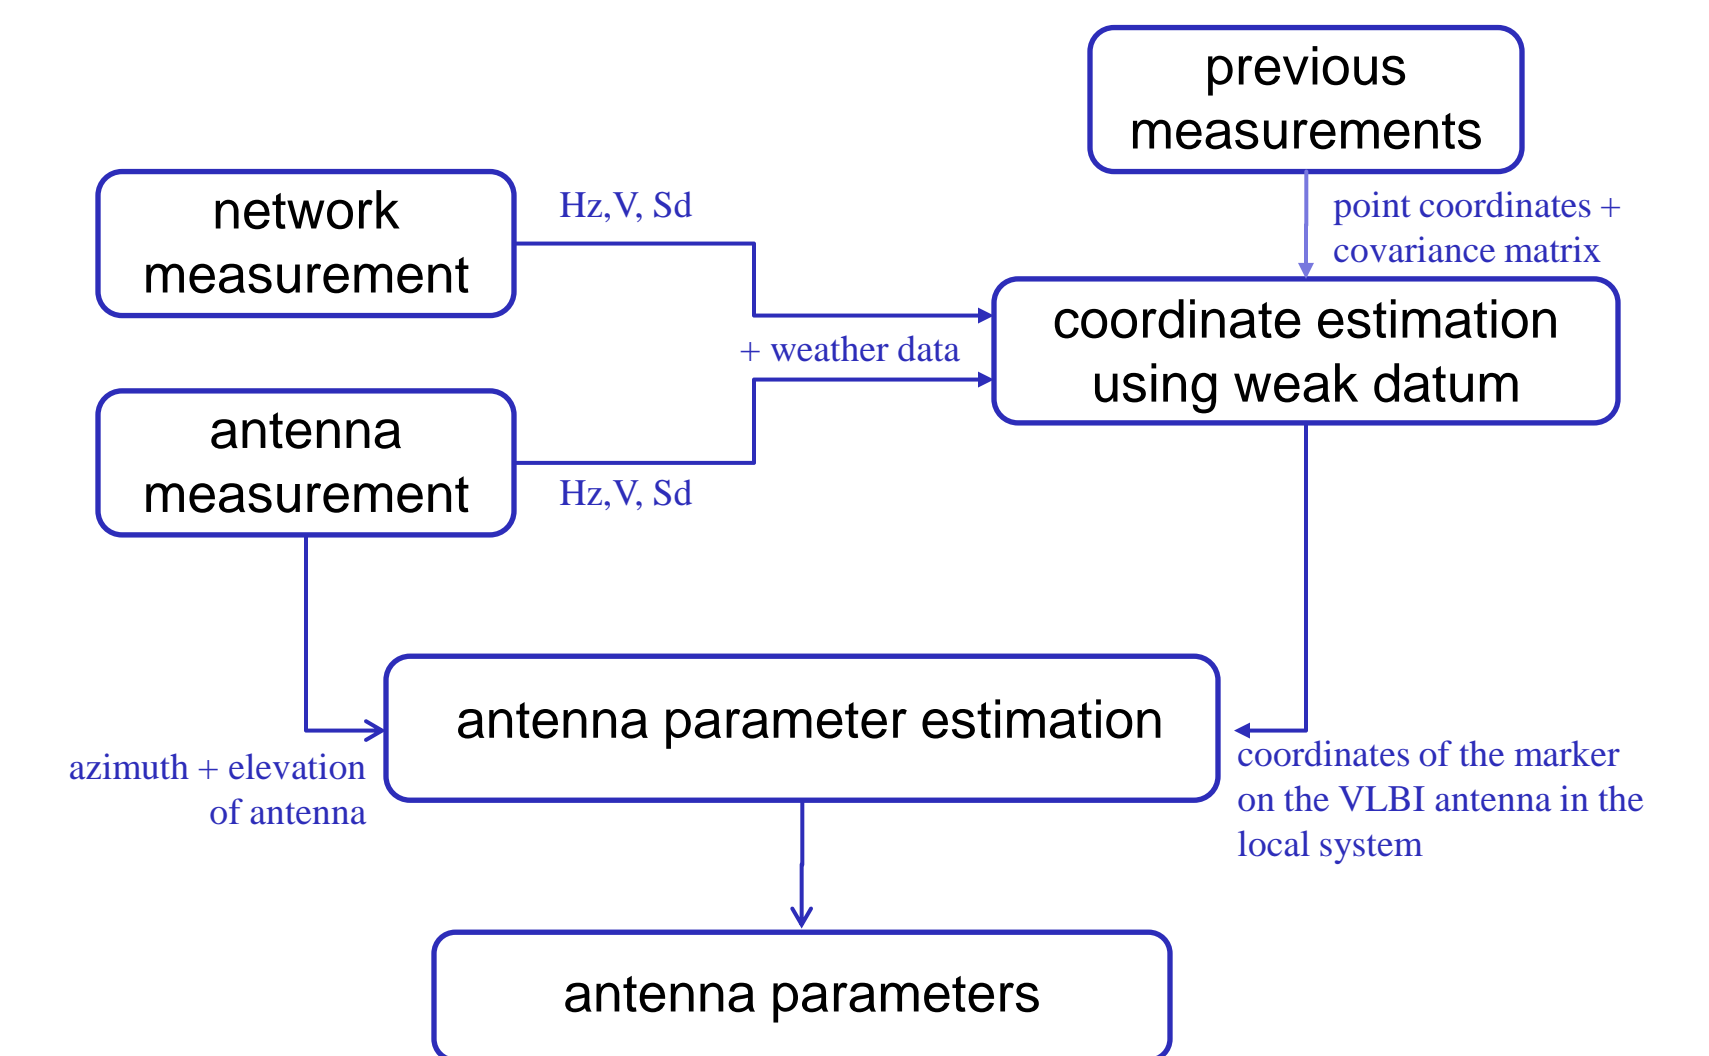 previous
measurements
network
measurement
Hz,V, Sd
point coordinates +
covariance matrix
coordinate estimation
using weak datum
+ weather data
antenna
measurement
Hz,V, Sd
antenna parameter estimation
azimuth + elevation
of antenna
coordinates of the marker
on the VLBI antenna in the
local system
antenna parameters